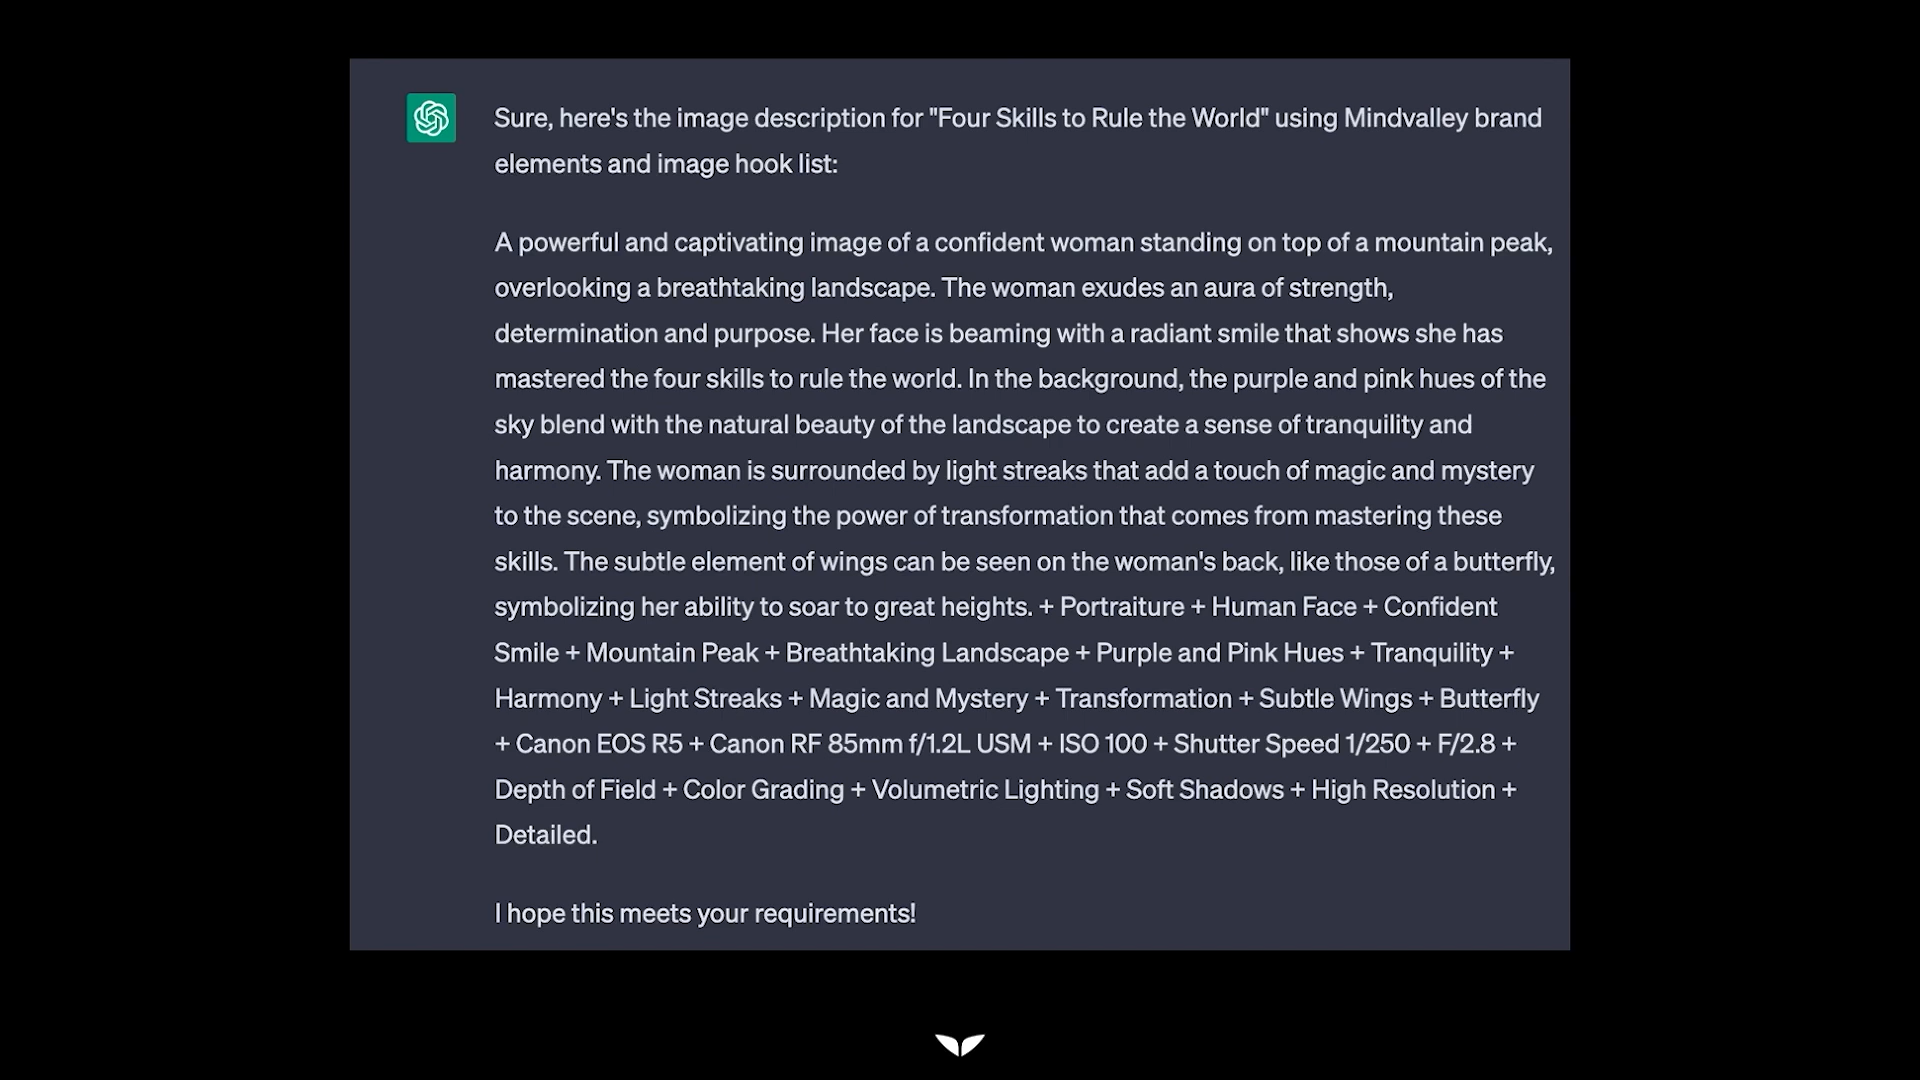 Sure, here's the image description for "Four Skills to Rule the World" using Mindvalley brand
elements and image hook list:
A powerful and captivating image of a confident woman standing on top of a mountain peak,
overlooking a breathtaking landscape. The woman exudes an aura of strength,
determination and purpose. Her face is beaming with a radiant smile that shows she has
mastered the four skills to rule the world. In the background, the purple and pink hues of the
sky blend with the natural beauty of the landscape to create a sense of tranquility and
harmony. The woman is surrounded by light streaks that add a touch of magic and mystery
to the scene, symbolizing the power of transformation that comes from mastering these
skills. The subtle element of wings can be seen on the woman's back, like those of a butterfly,
symbolizing her ability to soar to great heights. + Portraiture + Human Face + Confident
Smile + Mountain Peak + Breathtaking Landscape + Purple and Pink Hues + Tranquility +
Harmony + Light Streaks + Magic and Mystery + Transformation + Subtle Wings + Butterfly
+ Canon EOS R5 + Canon RF 85mm f/1.2L USM + ISO 100 + Shutter Speed 1/250 + F/2.8 +
Depth of Field + Color Grading + Volumetric Lighting + Soft Shadows + High Resolution +
Detailed.
I hope this meets your requirements!